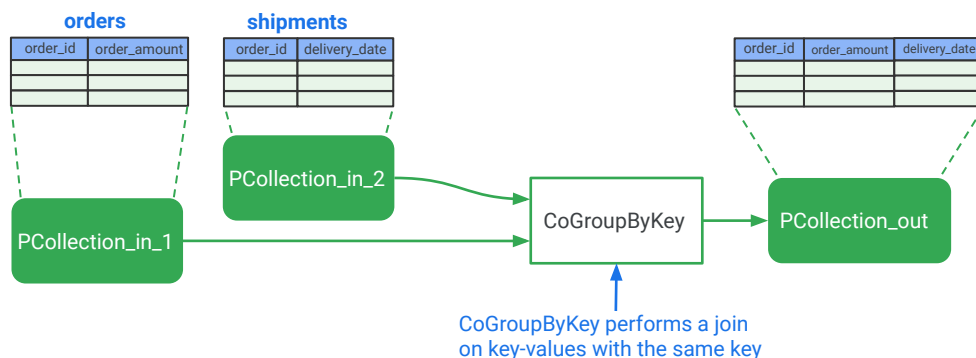 orders
shipments
order_id order_amount
order_id delivery_date
order_id order_amount delivery_date
PCollection_in_2
CoGroupByKey
PCollection_out
PCollection_in_1
CoGroupByKey performs a join
on key-values with the same key